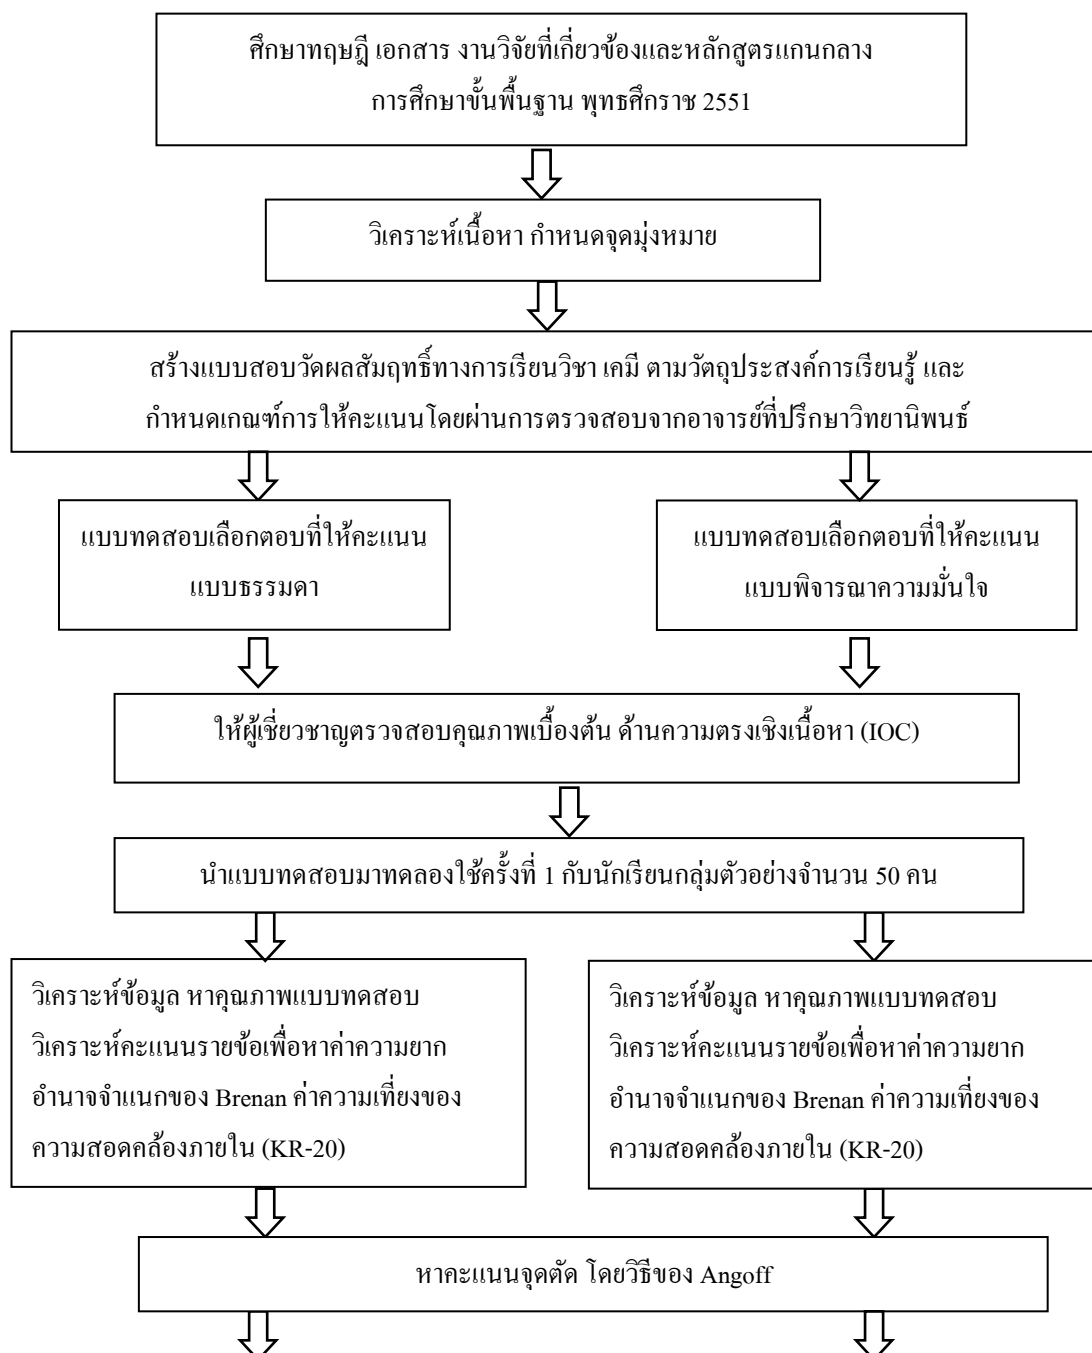 ศึกษาทฤษฎี เอกสาร งานวิจัยที่เกี่ยวข้องและหลักสูตรแกนกลาง
การศึกษาขั้นพื้นฐาน พุทธศึกราช 2551
วิเคราะห์เนื้อหา กำหนดจุดมุ่งหมาย
สร้างแบบสอบวัดผลสัมฤทธิ์ทางการเรียนวิชา เคมี ตามวัตถุประสงค์การเรียนรู้ และ
กำหนดเกณฑ์การให้คะแนนโดยผ่านการตรวจสอบจากอาจารย์ที่ปรึกษาวิทยานิพนธ์
แบบทดสอบเลือกตอบที่ให้คะแนน
แบบธรรมดา
แบบทดสอบเลือกตอบที่ให้คะแนน
แบบพิจารณาความมั่นใจ
ให้ผู้เชี่ยวชาญตรวจสอบคุณภาพเบื้องต้น ด้านความตรงเชิงเนื้อหา (IOC)
นำแบบทดสอบมาทดลองใช้ครั้งที่ 1 กับนักเรียนกลุ่มตัวอย่างจำนวน 50 คน
วิเคราะห์ข้อมูล หาคุณภาพแบบทดสอบ
วิเคราะห์คะแนนรายข้อเพื่อหาค่าความยาก
อำนาจจำแนกของ Brenan ค่าความเที่ยงของ
ความสอดคล้องภายใน (KR-20)
วิเคราะห์ข้อมูล หาคุณภาพแบบทดสอบ
วิเคราะห์คะแนนรายข้อเพื่อหาค่าความยาก
อำนาจจำแนกของ Brenan ค่าความเที่ยงของ
ความสอดคล้องภายใน (KR-20)
หาคะแนนจุดตัด โดยวิธีของ Angoff